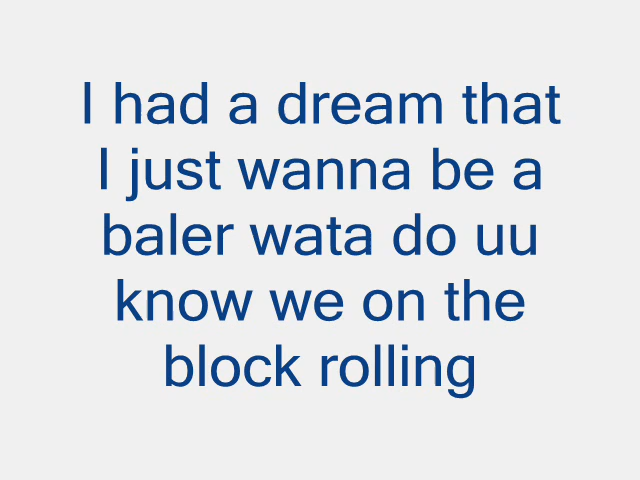 I had a dream that
I just wanna be a
baler wata do uu
know we on the
block rolling